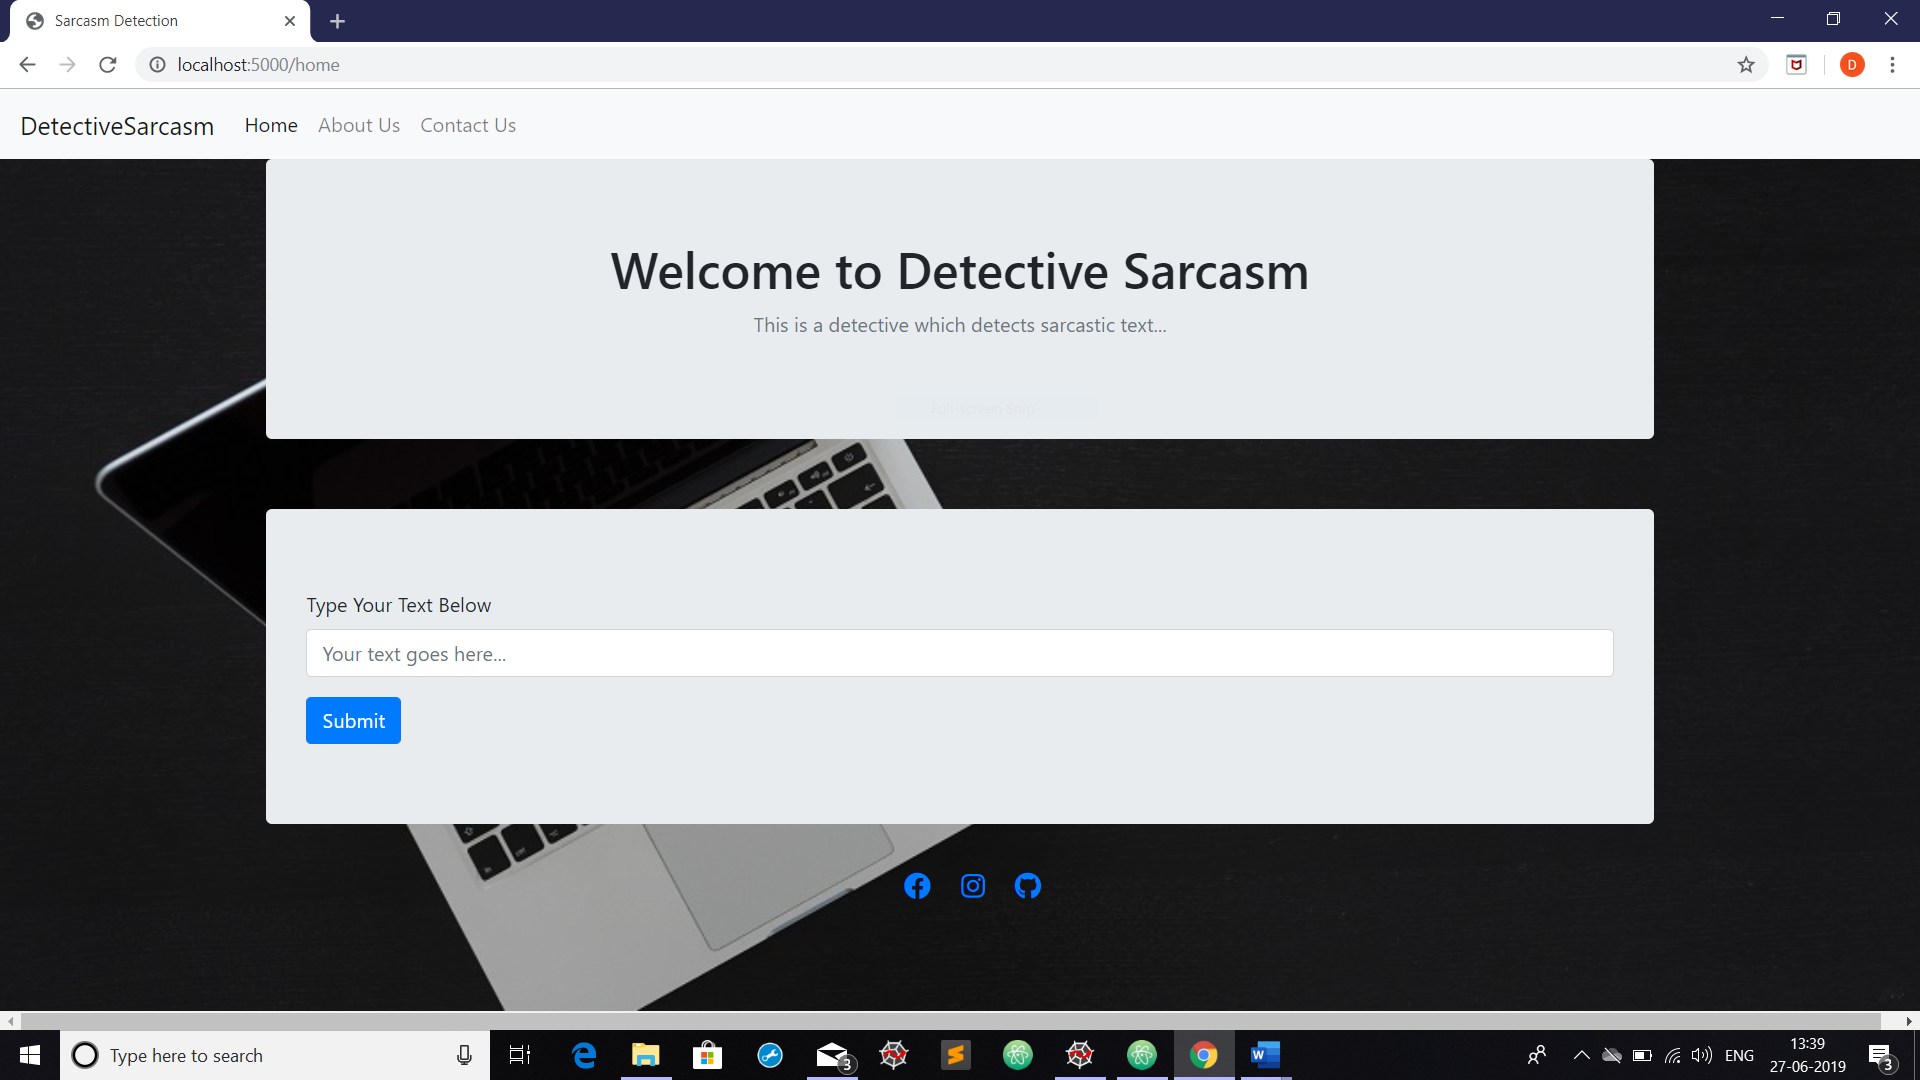 Sarcasm Detection
localhost:5000/home
D
DetectiveSarcasm Home About Us Contact Us
Welcome to Detective Sarcasm
This is a detective which detects sarcastic text...
Full-screen Snip
Type Your Text Below
Your text goes here...
Submit
Type here to search
3
ENG
13:39
27-06-2019
3